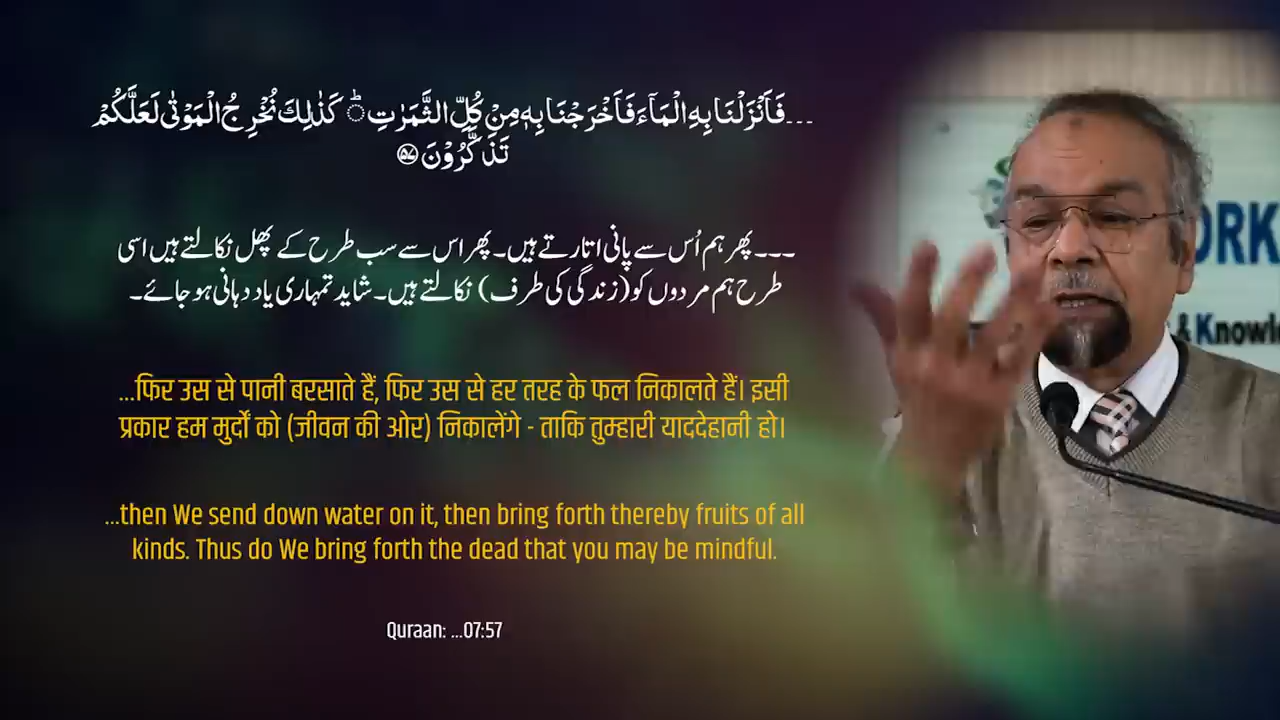 ...فَاَنْزَلْنَا بِهِ الْمَآءَ فَاَخْرَجْنَا بِهٖ مِنْ كُلِّ الثَّمَرٰتِ ؕ كَذٰلِكَ نُخْرِجُ الْمَوْتٰى لَعَلَّكُمْ
تَذَكَّرُوْنَ ﴿۵۷﴾
۔۔۔ پھر ہم اُس سے پانی اتارتے ہیں۔ پھر اس سے سب طرح کے پھل نکالتے ہیں اسی
طرح ہم مردوں کو (زندگی کی طرف) نکالتے ہیں۔ شاید تمہاری یاد دہانی ہو جائے۔
...फिर उस से पानी बरसाते हैं, फिर उस से हर तरह के फल निकालते हैं। इसी
प्रकार हम मुर्दों को (जीवन की ओर) निकालेंगे - ताकि तुम्हारी याददेहानी हो।
...then We send down water on it, then bring forth thereby fruits of all
kinds. Thus do We bring forth the dead that you may be mindful.
Quraan: ...07:57
ORK
& Knowl